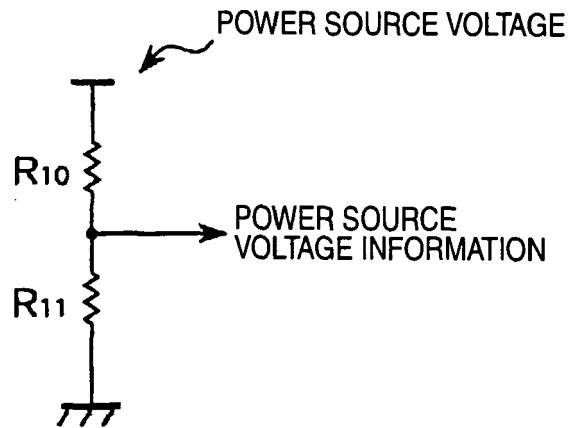 POWER SOURCE VOLTAGE
R10
POWER SOURCE
VOLTAGE INFORMATION
R11